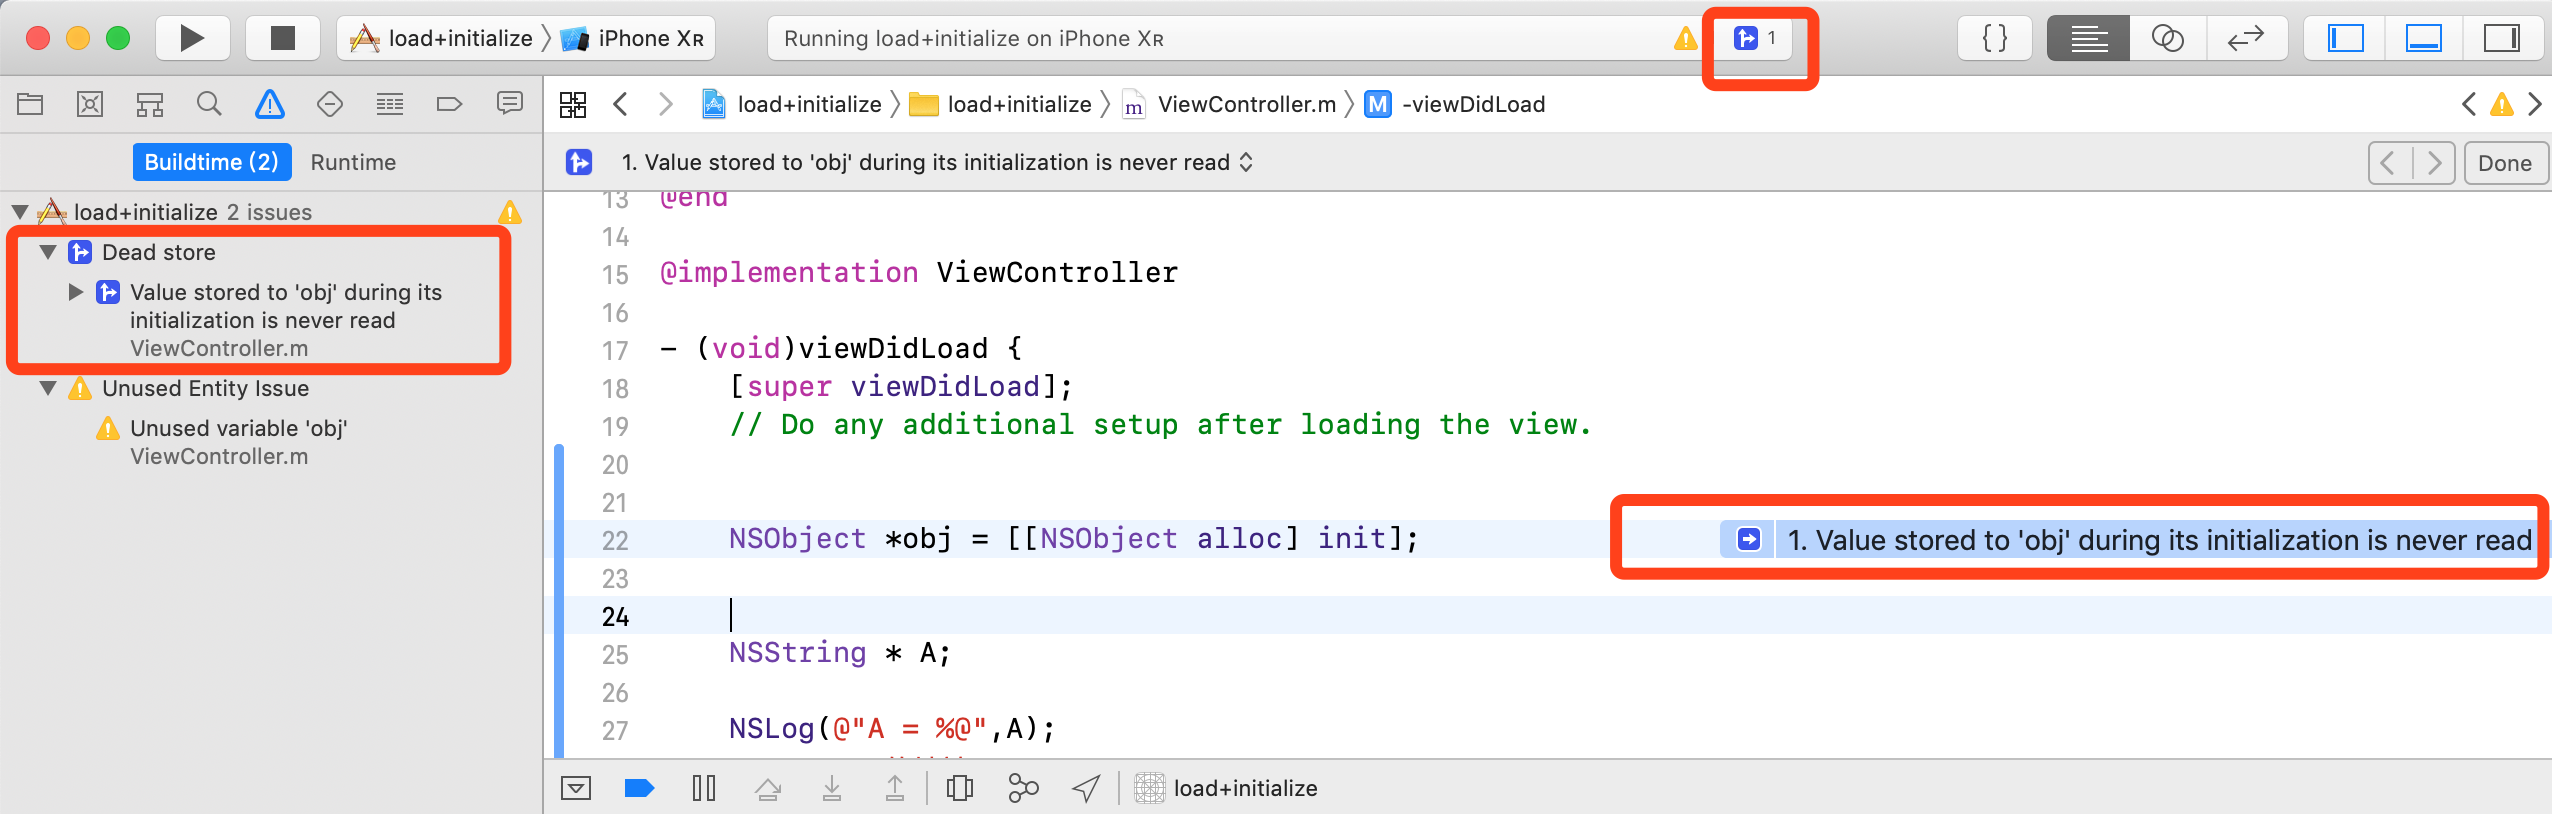 load+initialize
iPhone XR
Running load+initialize on iPhone XR
1
load+initialize
load+initialize
m
ViewController.m
M
-viewDidLoad
Buildtime (2)
Runtime
1. Value stored to 'obj' during its initialization is never read
Done
load+initialize 2 issues
Dead store
Value stored to 'obj' during its
initialization is never read
ViewController.m
Unused Entity Issue
Unused variable 'obj'
ViewController.m
13 @end
14
15 @implementation ViewController
16
17 - (void)viewDidLoad {
18 [super viewDidLoad];
19 // Do any additional setup after loading the view.
20
21
22 NSObject *obj = [[NSObject alloc] init];
1. Value stored to 'obj' during its initialization is never read
23
24
25 NSString * A;
26
27 NSLog(@"A = %@",A);
load+initialize